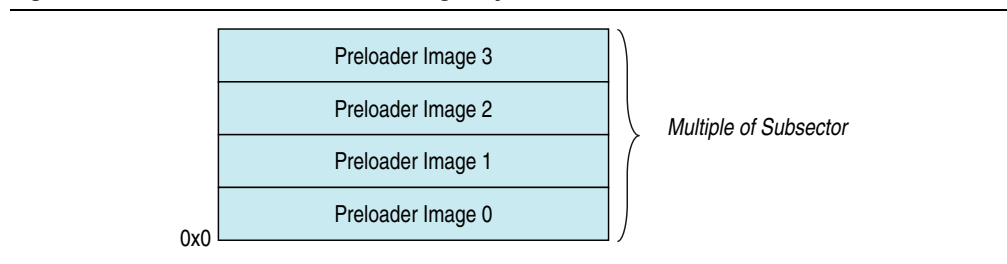 Preloader Image 3
Preloader Image 2
Multiple of Subsector
Preloader Image 1
Preloader Image 0
0x0